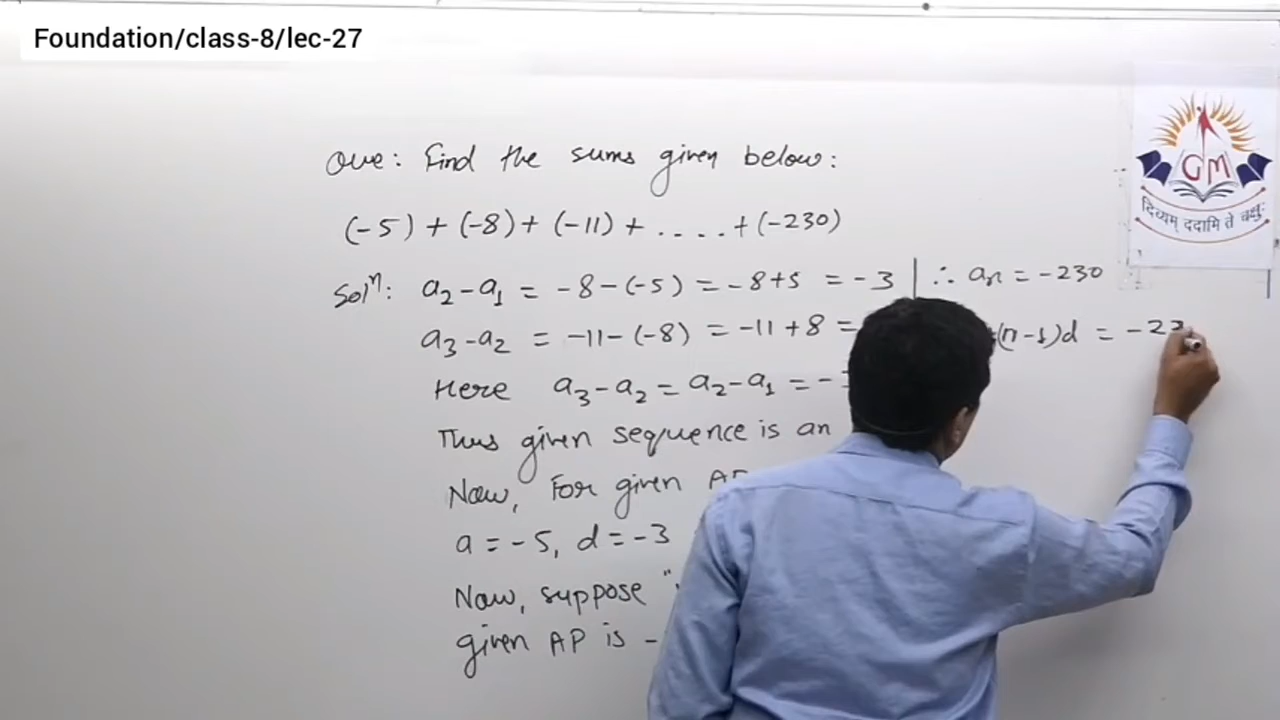 Foundation/class-8/lec-27
GM
दिव्यम् ददामि ते चक्षुः
Que: Find the sums given below:
(-5) + (-8) + (-11) + .... + (-230)
Solⁿ: a₂-a₁ = -8-(-5) = -8+5 = -3
a₃-a₂ = -11-(-8) = -11+8 =
Here a₃-a₂ = a₂-a₁ = -
Thus given sequence is an
Now, For given
a = -5, d = -3
Now, suppose "
given AP is -
∴ an = -230
(n-1)d = -23